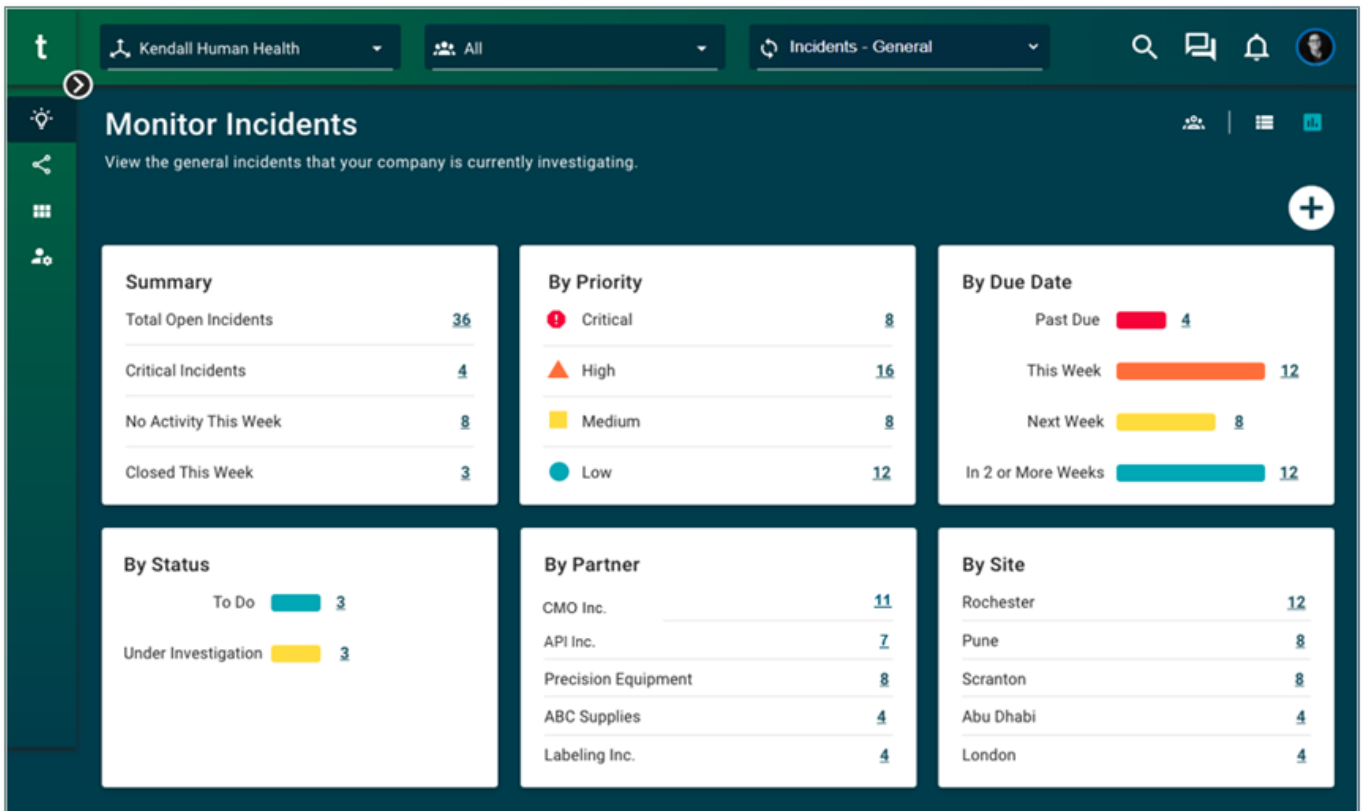 t
Kendall Human Health
All
Incidents - General
Monitor Incidents
View the general incidents that your company is currently investigating.
Summary
Total Open Incidents 36
Critical Incidents 4
No Activity This Week 8
Closed This Week 3
By Priority
Critical 8
High 16
Medium 8
Low 12
By Due Date
Past Due 4
This Week 12
Next Week 8
In 2 or More Weeks 12
By Status
To Do 3
Under Investigation 3
By Partner
CMO Inc. 11
API Inc. 7
Precision Equipment 8
ABC Supplies 4
Labeling Inc. 4
By Site
Rochester 12
Pune 8
Scranton 8
Abu Dhabi 4
London 4